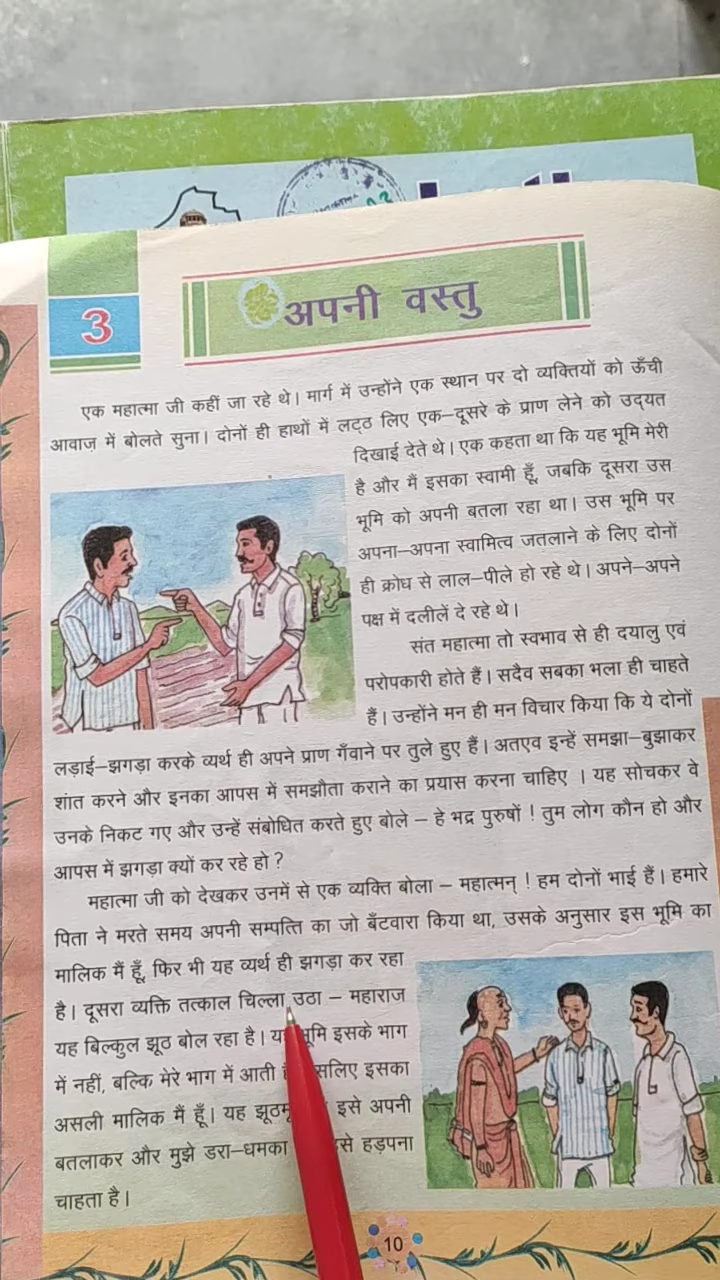 3
अपनी वस्तु
एक महात्मा जी कहीं जा रहे थे। मार्ग में उन्होंने एक स्थान पर दो व्यक्तियों को ऊँची
आवाज़ में बोलते सुना। दोनों ही हाथों में लट्ठ लिए एक–दूसरे के प्राण लेने को उद्यत
दिखाई देते थे। एक कहता था कि यह भूमि मेरी
है और मैं इसका स्वामी हूँ, जबकि दूसरा उस
भूमि को अपनी बतला रहा था। उस भूमि पर
अपना–अपना स्वामित्व जतलाने के लिए दोनों
ही क्रोध से लाल–पीले हो रहे थे। अपने–अपने
पक्ष में दलीलें दे रहे थे।
संत महात्मा तो स्वभाव से ही दयालु एवं
परोपकारी होते हैं। सदैव सबका भला ही चाहते
हैं। उन्होंने मन ही मन विचार किया कि ये दोनों
लड़ाई–झगड़ा करके व्यर्थ ही अपने प्राण गँवाने पर तुले हुए हैं। अतएव इन्हें समझा–बुझाकर
शांत करने और इनका आपस में समझौता कराने का प्रयास करना चाहिए । यह सोचकर वे
उनके निकट गए और उन्हें संबोधित करते हुए बोले – हे भद्र पुरुषों ! तुम लोग कौन हो और
आपस में झगड़ा क्यों कर रहे हो ?
महात्मा जी को देखकर उनमें से एक व्यक्ति बोला – महात्मन् ! हम दोनों भाई हैं। हमारे
पिता ने मरते समय अपनी सम्पत्ति का जो बँटवारा किया था, उसके अनुसार इस भूमि का
मालिक मैं हूँ, फिर भी यह व्यर्थ ही झगड़ा कर रहा
है। दूसरा व्यक्ति तत्काल चिल्ला उठा – महाराज
यह बिल्कुल झूठ बोल रहा है। भूमि इसके भाग
में नहीं, बल्कि मेरे भाग में आती इसका
असली मालिक मैं हूँ। यह इसे अपनी
बतलाकर और मुझे डरा–धमका हड़पना
चाहता है।
10